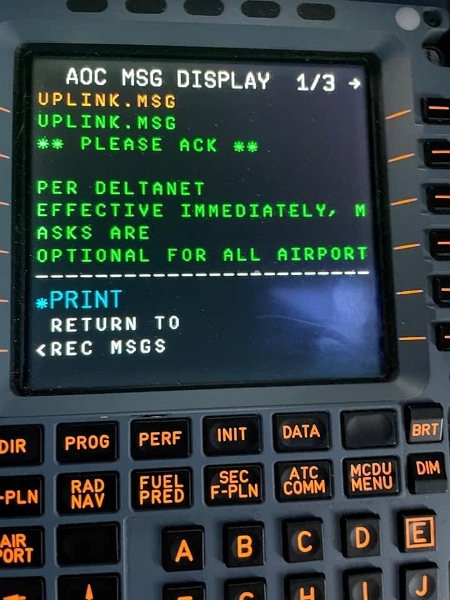 AOC MSG DISPLAY 1/3 →
UPLINK.MSG
UPLINK.MSG
** PLEASE ACK **
PER DELTANET
EFFECTIVE IMMEDIATELY, M
ASKS ARE
OPTIONAL FOR ALL AIRPORT
*PRINT
RETURN TO
<REC MSGS
DIR PROG PERF INIT DATA BRT
-PLN RAD NAV FUEL PRED SEC F-PLN ATC COMM MCDU MENU DIM
AIR PORT A B C D E
H I J